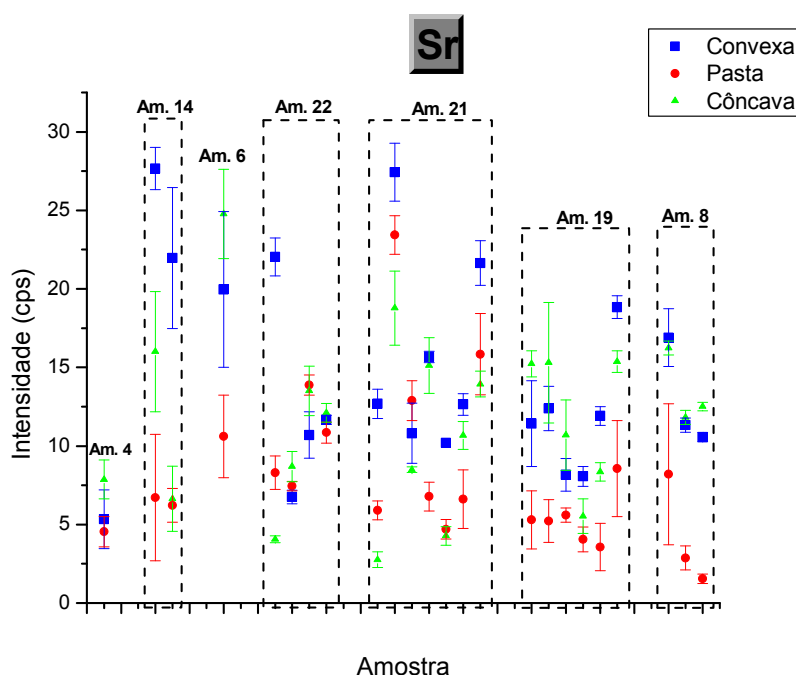 Sr
Convexa
Pasta
Côncava
Am. 14
Am. 22
Am. 21
Am. 6
Am. 19
Am. 8
Am. 4
30
25
20
15
10
5
0
Intensidade (cps)
Amostra